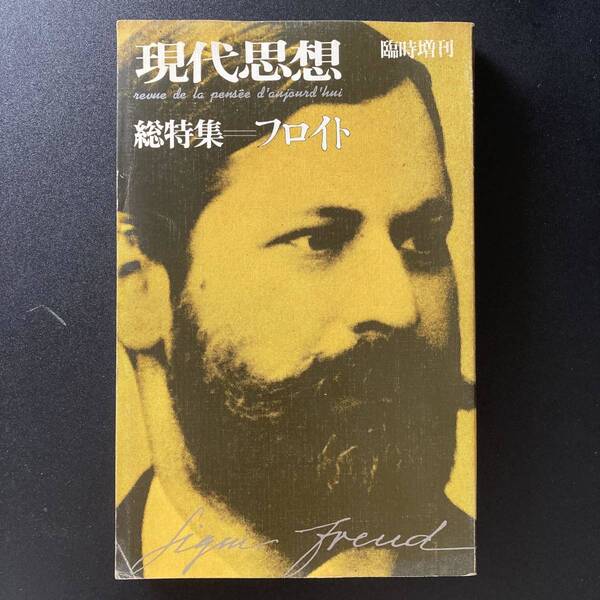 現代思想
臨時増刊
revue de la pensée d'aujourd'hui
総特集=フロイト
Sigm. Freud